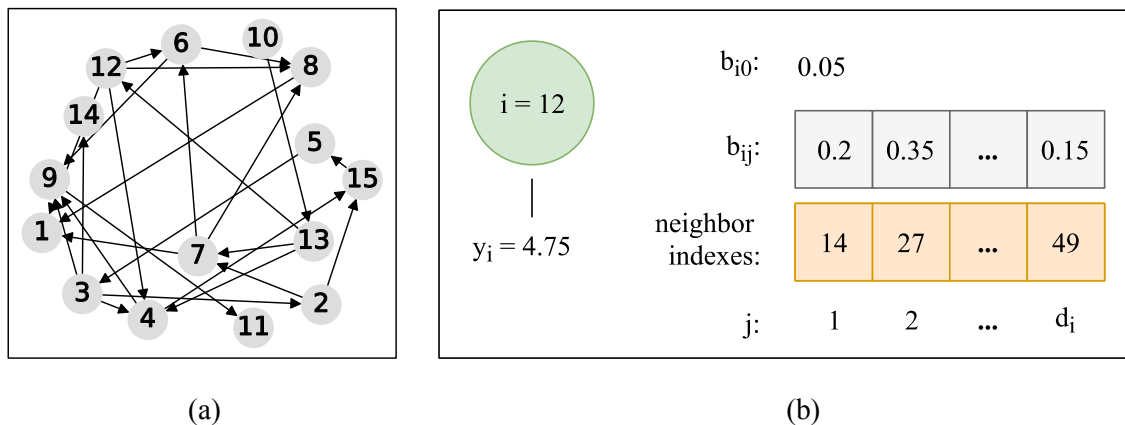 6
10
12
8
14
5
9
15
1
13
7
3
2
4
11
(a)
i = 12
y_i = 4.75
b_i0: 0.05
b_ij: 0.2 0.35 ... 0.15
neighbor
indexes: 14 27 ... 49
j: 1 2 ... d_i
(b)